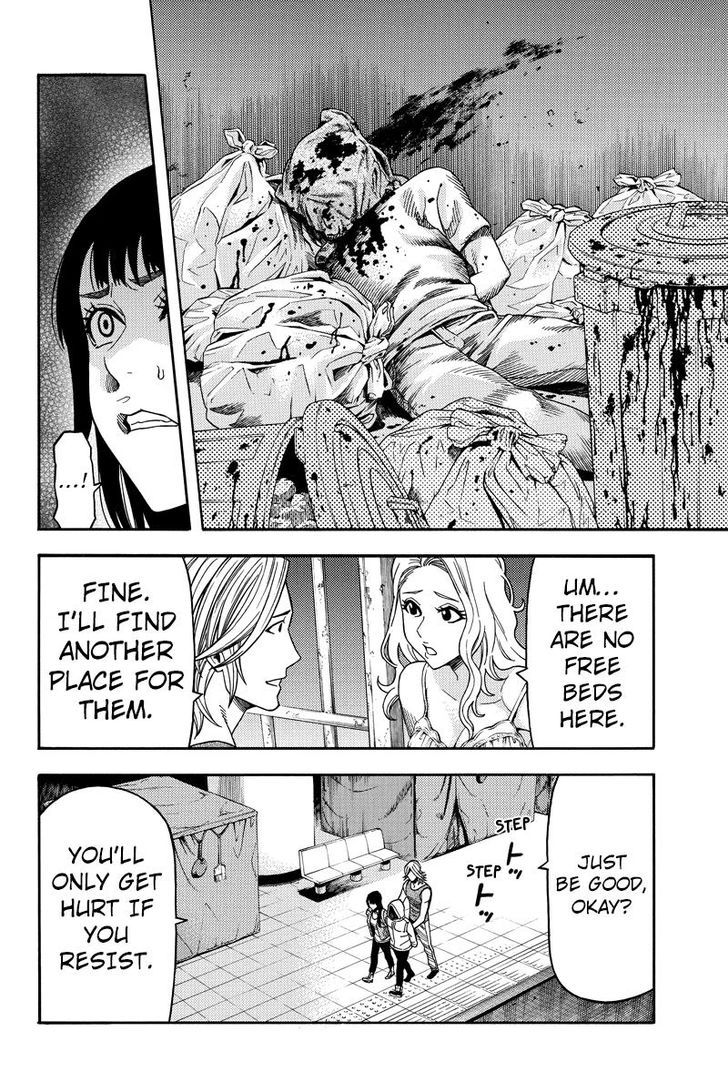 ...!
UM...
THERE
ARE NO
FREE
BEDS
HERE.
FINE.
I'LL FIND
ANOTHER
PLACE FOR
THEM.
JUST
BE GOOD,
OKAY?
STEP
ト...
STEP
ト...
YOU'LL
ONLY GET
HURT IF
YOU
RESIST.